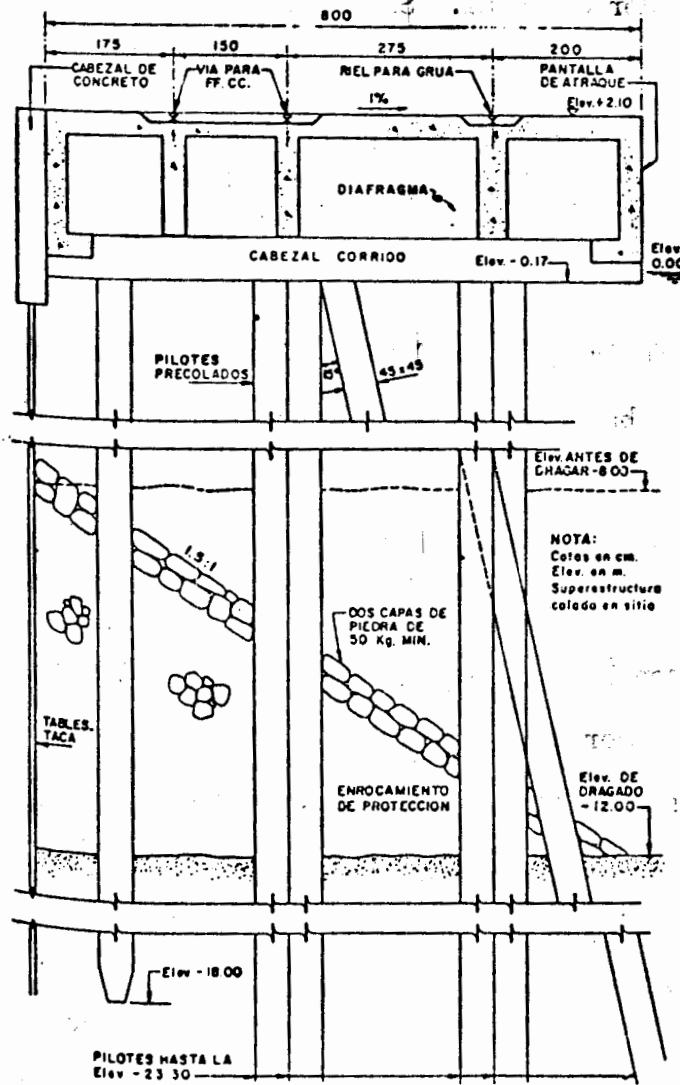 800
175
150
275
200
CABEZAL DE
CONCRETO
VIA PARA
FF. CC.
RIEL PARA GRUA
PANTALLA
DE ATRAQUE
1%
Elev. + 2.10
DIAFRAGMA
CABEZAL CORRIDO
Elev. - 0.17
Elev.
0.00
PILOTES
PRECOLADOS
45 x 45
Elev. ANTES DE
DRAGAR -8.00
1.5:1
NOTA:
Cotas en cm.
Elev. en m.
Superestructura
colada en sitio
DOS CAPAS DE
PIEDRA DE
50 Kg. MIN.
TABLES-
TACA
ENROCAMIENTO
DE PROTECCION
Elev. DE
DRAGADO
-12.00
Elev -18.00
PILOTES HASTA LA
Elev -23 30